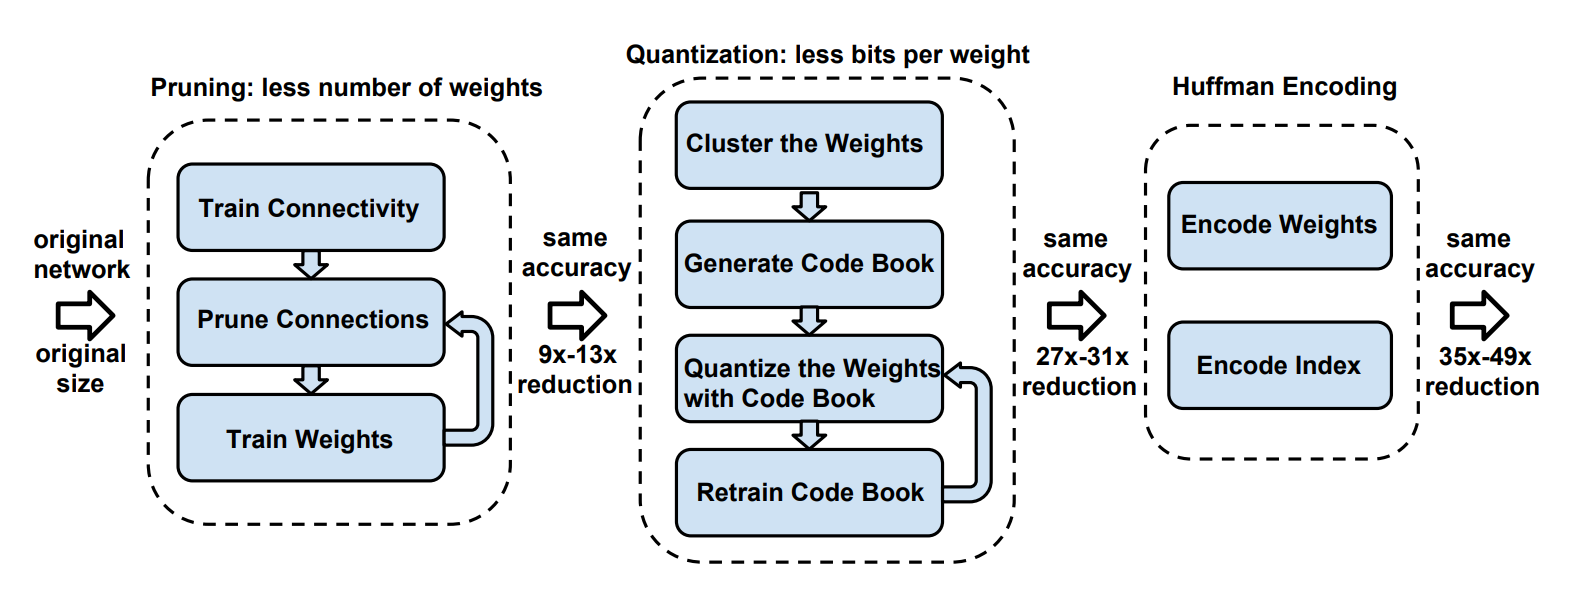 original
network
original
size
Pruning: less number of weights
Train Connectivity
Prune Connections
Train Weights
same
accuracy
9x-13x
reduction
Quantization: less bits per weight
Cluster the Weights
Generate Code Book
Quantize the Weights
with Code Book
Retrain Code Book
same
accuracy
27x-31x
reduction
Huffman Encoding
Encode Weights
Encode Index
same
accuracy
35x-49x
reduction